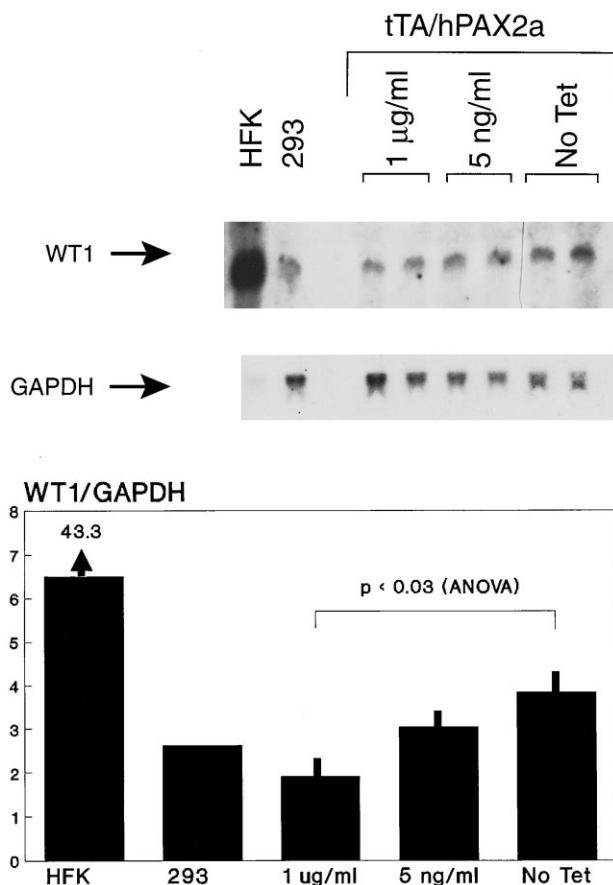 tTA/hPAX2a
HFK
293
1 µg/ml
5 ng/ml
No Tet
WT1
GAPDH
WT1/GAPDH
8
43.3
7
p < 0.03 (ANOVA)
6
5
4
3
2
1
0
HFK 293 1 ug/ml 5 ng/ml No Tet